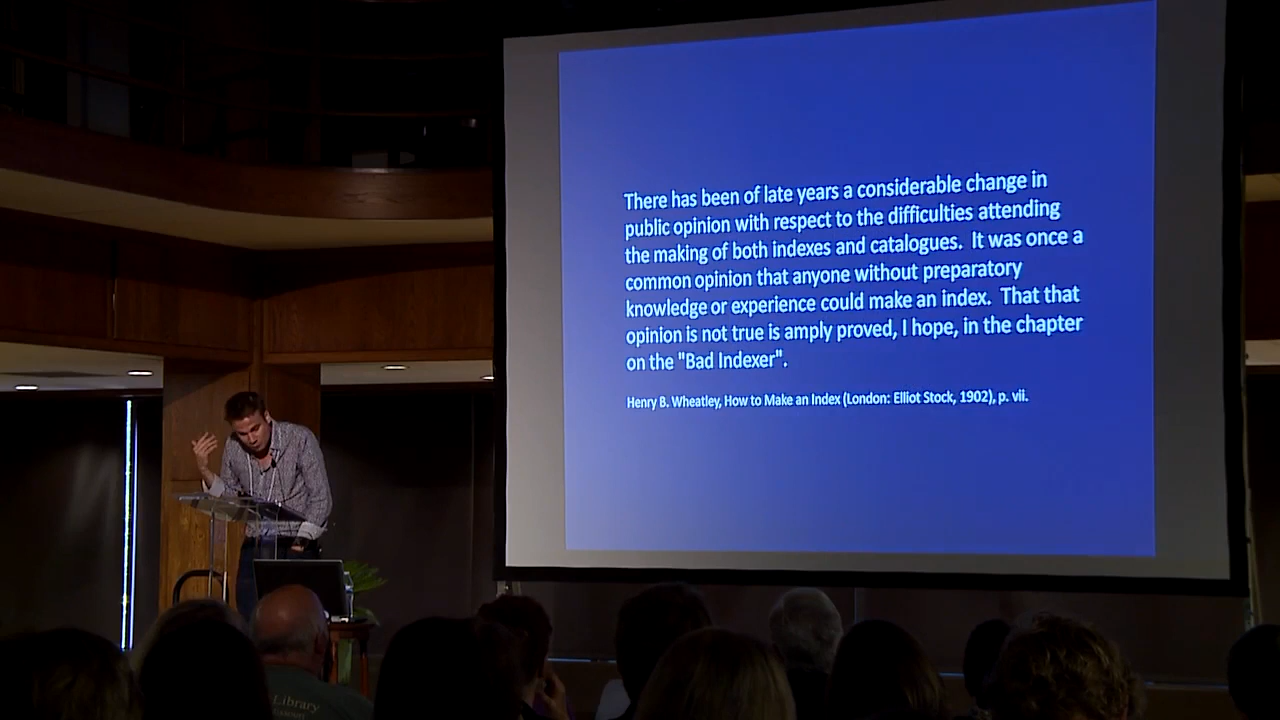 There has been of late years a considerable change in
public opinion with respect to the difficulties attending
the making of both indexes and catalogues.  It was once a
common opinion that anyone without preparatory
knowledge or experience could make an index.  That that
opinion is not true is amply proved, I hope, in the chapter
on the "Bad Indexer".
Henry B. Wheatley, How to Make an Index (London: Elliot Stock, 1902), p. vii.
Library